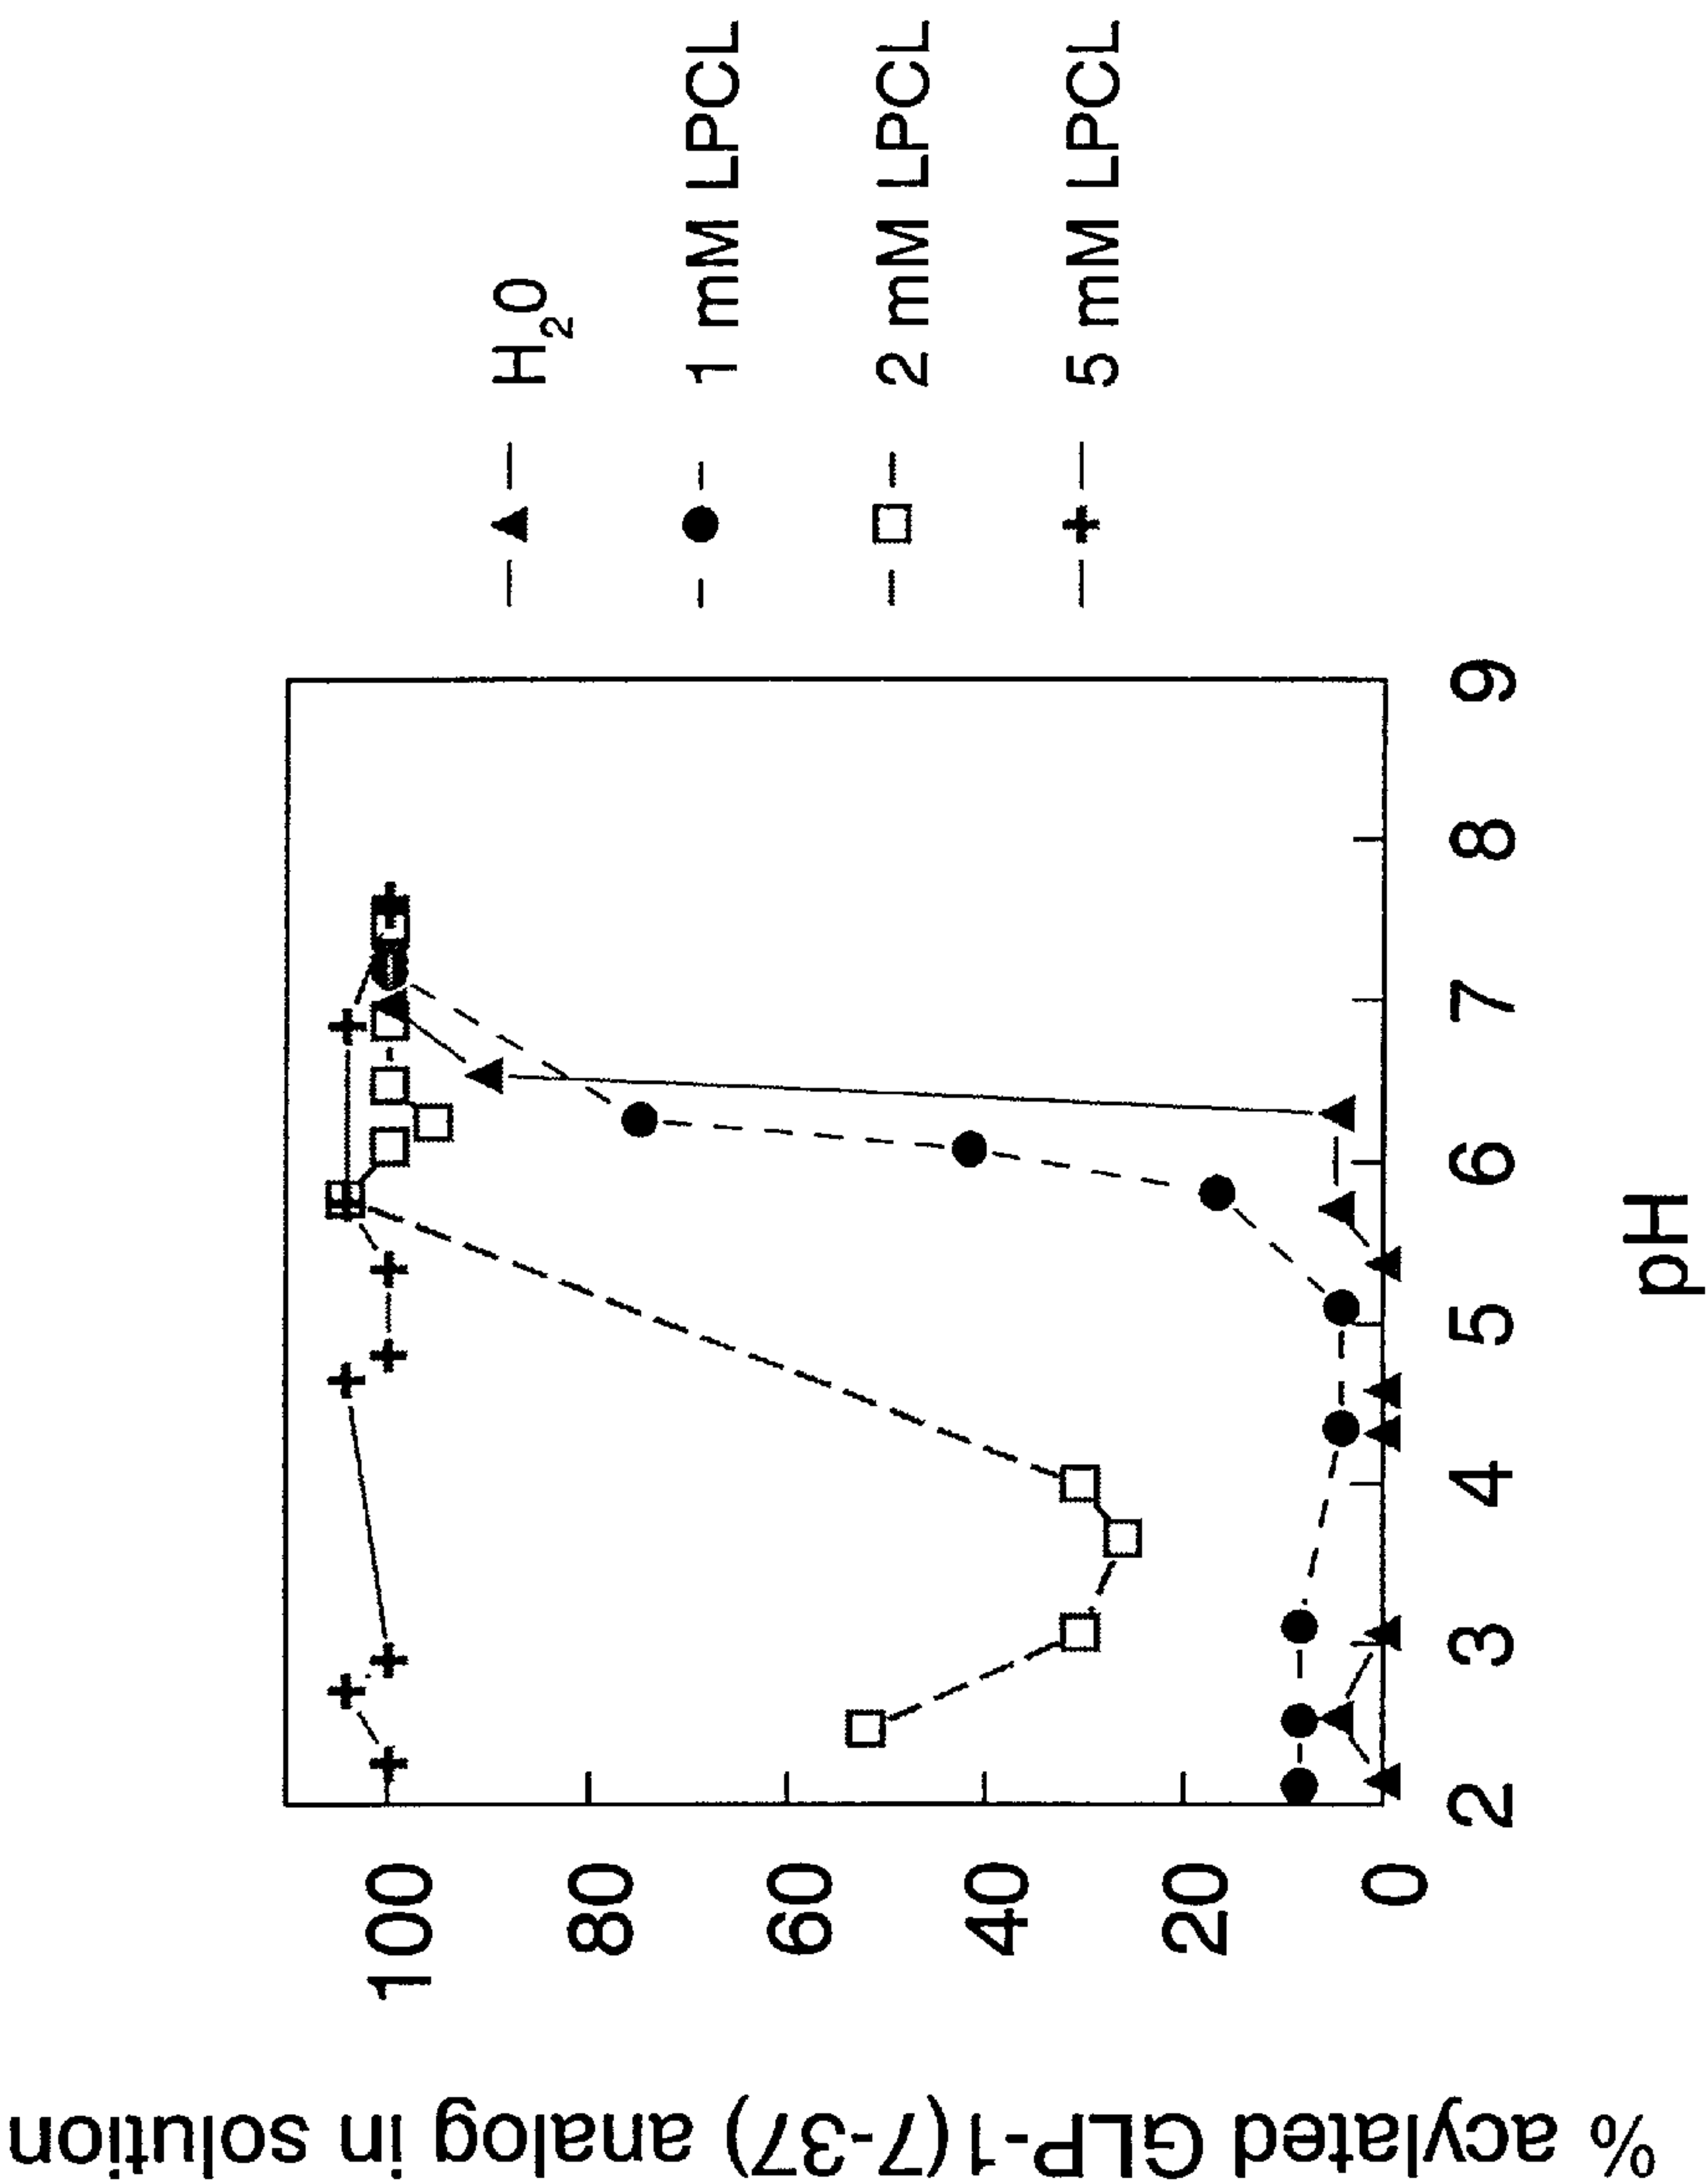 % acylated GLP-1(7-37) analog in solution
100
80
60
40
20
0
2 3 4 5 6 7 8 9
pH
H₂O
1 mM LPCL
2 mM LPCL
5 mM LPCL